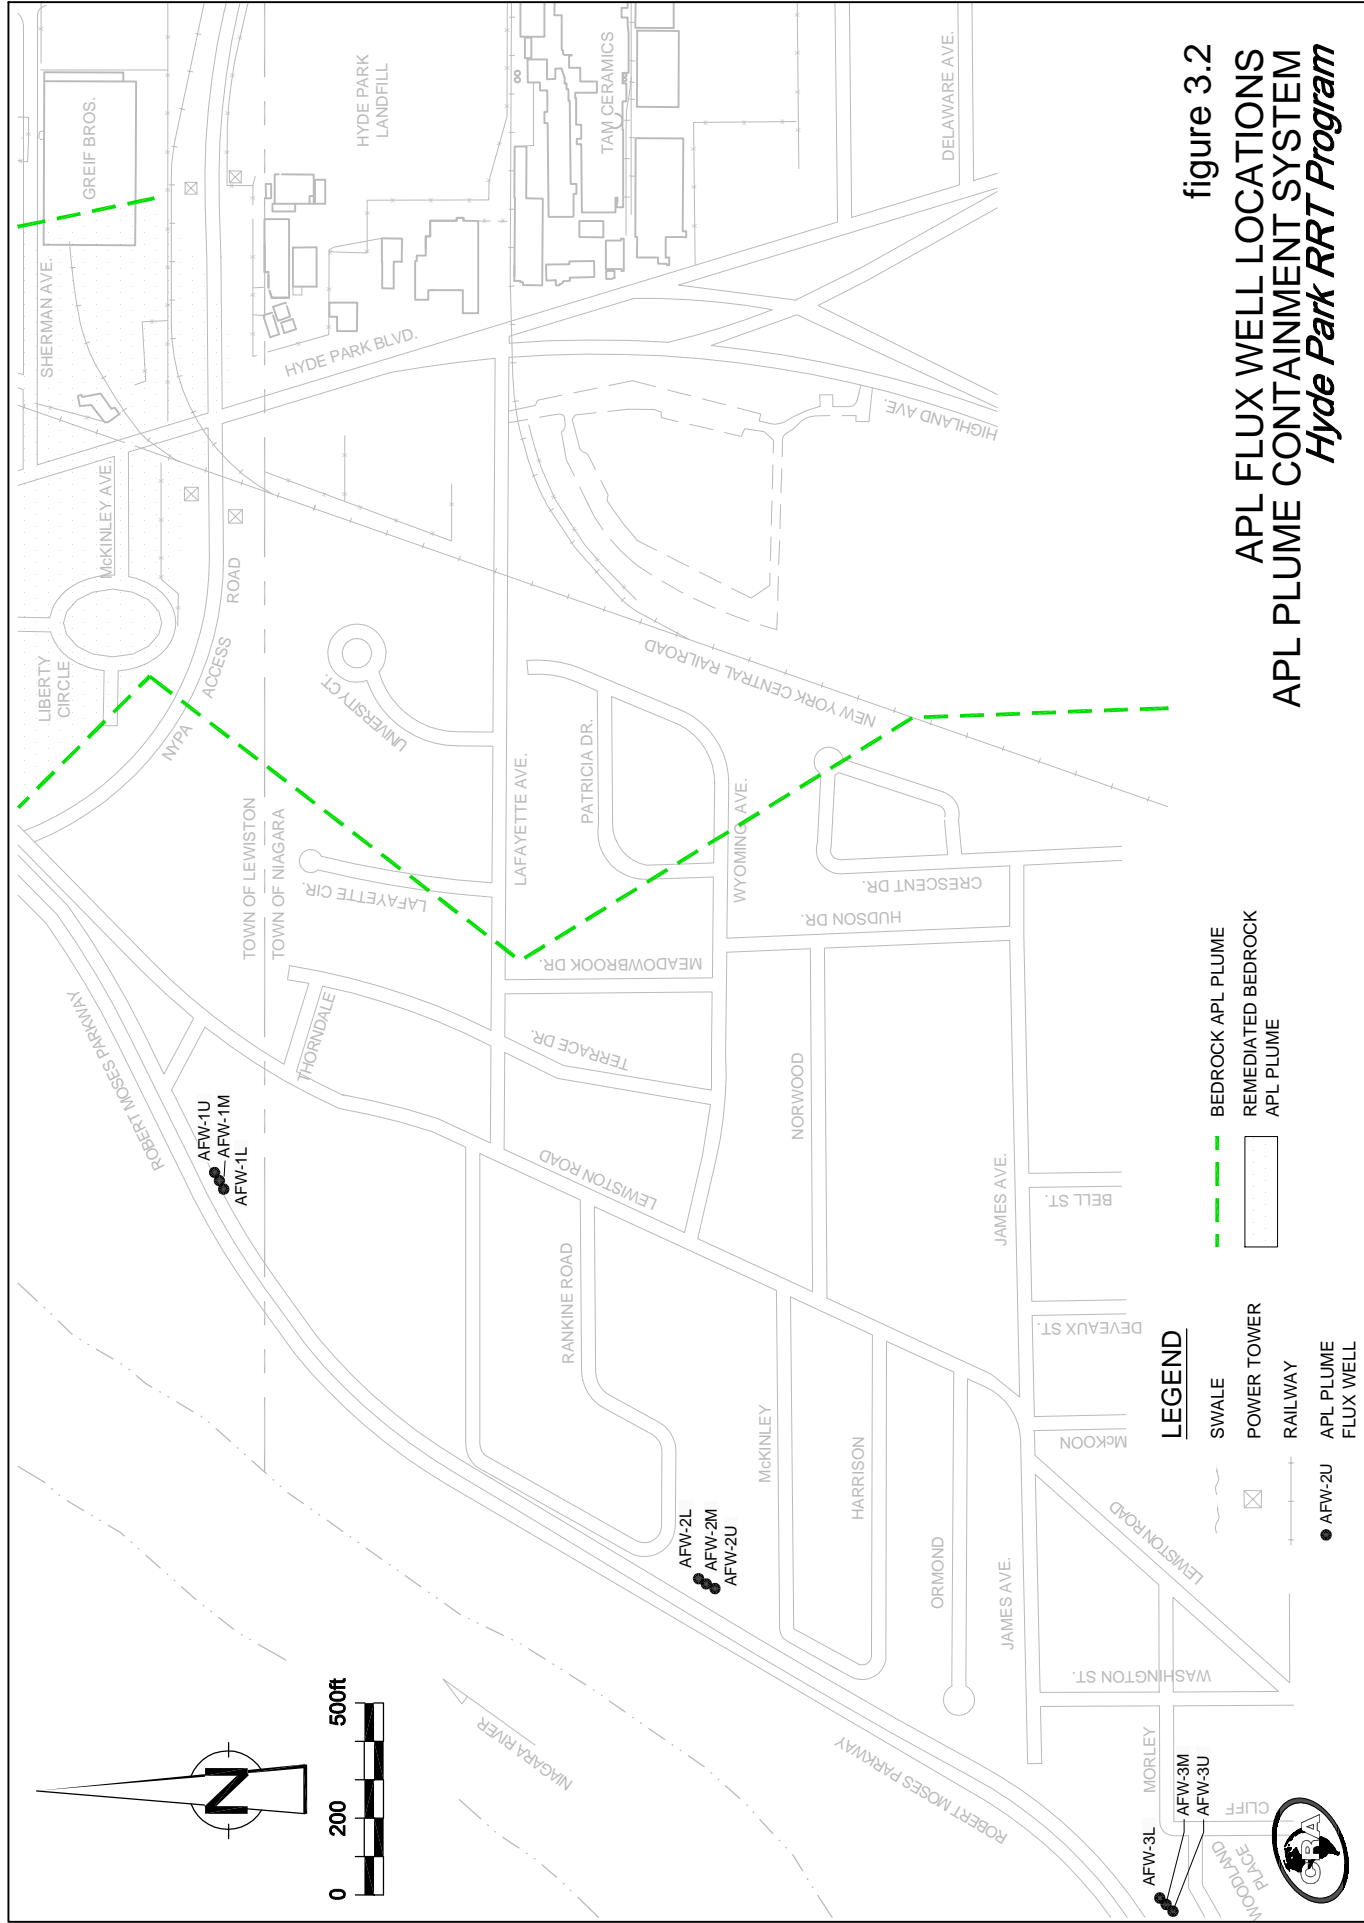 figure 3.2
APL FLUX WELL LOCATIONS
APL PLUME CONTAINMENT SYSTEM
Hyde Park RRT Program
GREIF BROS.
SHERMAN AVE.
HYDE PARK
LANDFILL
TAM CERAMICS
DELAWARE AVE.
HYDE PARK BLVD.
HIGHLAND AVE.
McKINLEY AVE.
LIBERTY
CIRCLE
NYPA
ACCESS
ROAD
UNIVERSITY CT.
NEW YORK CENTRAL RAILROAD
PATRICIA DR.
LAFAYETTE AVE.
WYOMING AVE.
TOWN OF LEWISTON
TOWN OF NIAGARA
LAFAYETTE CIR.
CRESCENT DR.
HUDSON DR.
MEADOWBROOK DR.
ROBERT MOSES PARKWAY
THORNDALE
TERRACE DR.
NORWOOD
AFW-1U
AFW-1M
AFW-1L
LEWISTON ROAD
JAMES AVE.
BELL ST.
RANKINE ROAD
DEVEAUX ST.
McKINLEY
HARRISON
McKOON
AFW-2L
AFW-2M
AFW-2U
ORMOND
JAMES AVE.
LEWISTON ROAD
WASHINGTON ST.
NIAGARA RIVER
ROBERT MOSES PARKWAY
MORLEY
CLIFF
WOODLAND
PLACE
AFW-3L
AFW-3M
AFW-3U
N
0
200
500ft
LEGEND
SWALE
POWER TOWER
RAILWAY
AFW-2U
APL PLUME
FLUX WELL
BEDROCK APL PLUME
REMEDIATED BEDROCK
APL PLUME
CRA